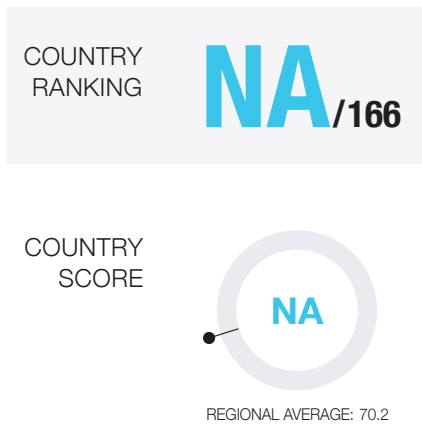 COUNTRY
RANKING
NA/166
COUNTRY
SCORE
NA
REGIONAL AVERAGE: 70.2